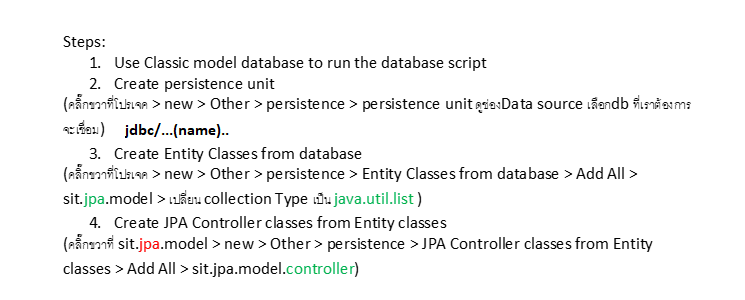 Steps:
1. Use Classic model database to run the database script
2. Create persistence unit
(คลิ๊กขวาที่โปรเจค > new > Other > persistence > persistence unit ดูช่องData source เลือกdb ที่เราต้องการ
จะเชื่อม) jdbc/...(name)..
3. Create Entity Classes from database
(คลิ๊กขวาที่โปรเจค > new > Other > persistence > Entity Classes from database > Add All >
sit.jpa.model > เปลี่ยน collection Type เป็น java.util.list )
4. Create JPA Controller classes from Entity classes
(คลิ๊กขวาที่ sit.jpa.model > new > Other > persistence > JPA Controller classes from Entity
classes > Add All > sit.jpa.model.controller)